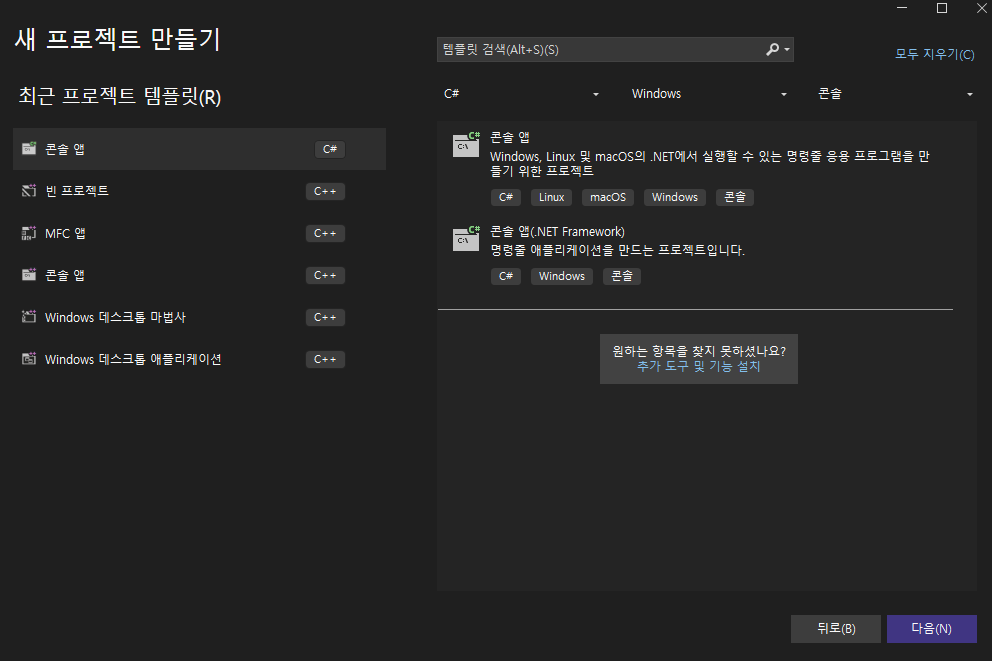 새 프로젝트 만들기
템플릿 검색(Alt+S)(S)
모두 지우기(C)
최근 프로젝트 템플릿(R)
C#
Windows
콘솔
콘솔 앱
C#
빈 프로젝트
C++
MFC 앱
C++
콘솔 앱
C++
Windows 데스크톱 마법사
C++
Windows 데스크톱 애플리케이션
C++
C#
C:\
콘솔 앱
Windows, Linux 및 macOS의 .NET에서 실행할 수 있는 명령줄 응용 프로그램을 만
들기 위한 프로젝트
C# Linux macOS Windows 콘솔
C#
C:\
콘솔 앱(.NET Framework)
명령줄 애플리케이션을 만드는 프로젝트입니다.
C# Windows 콘솔
원하는 항목을 찾지 못하셨나요?
추가 도구 및 기능 설치
뒤로(B)
다음(N)